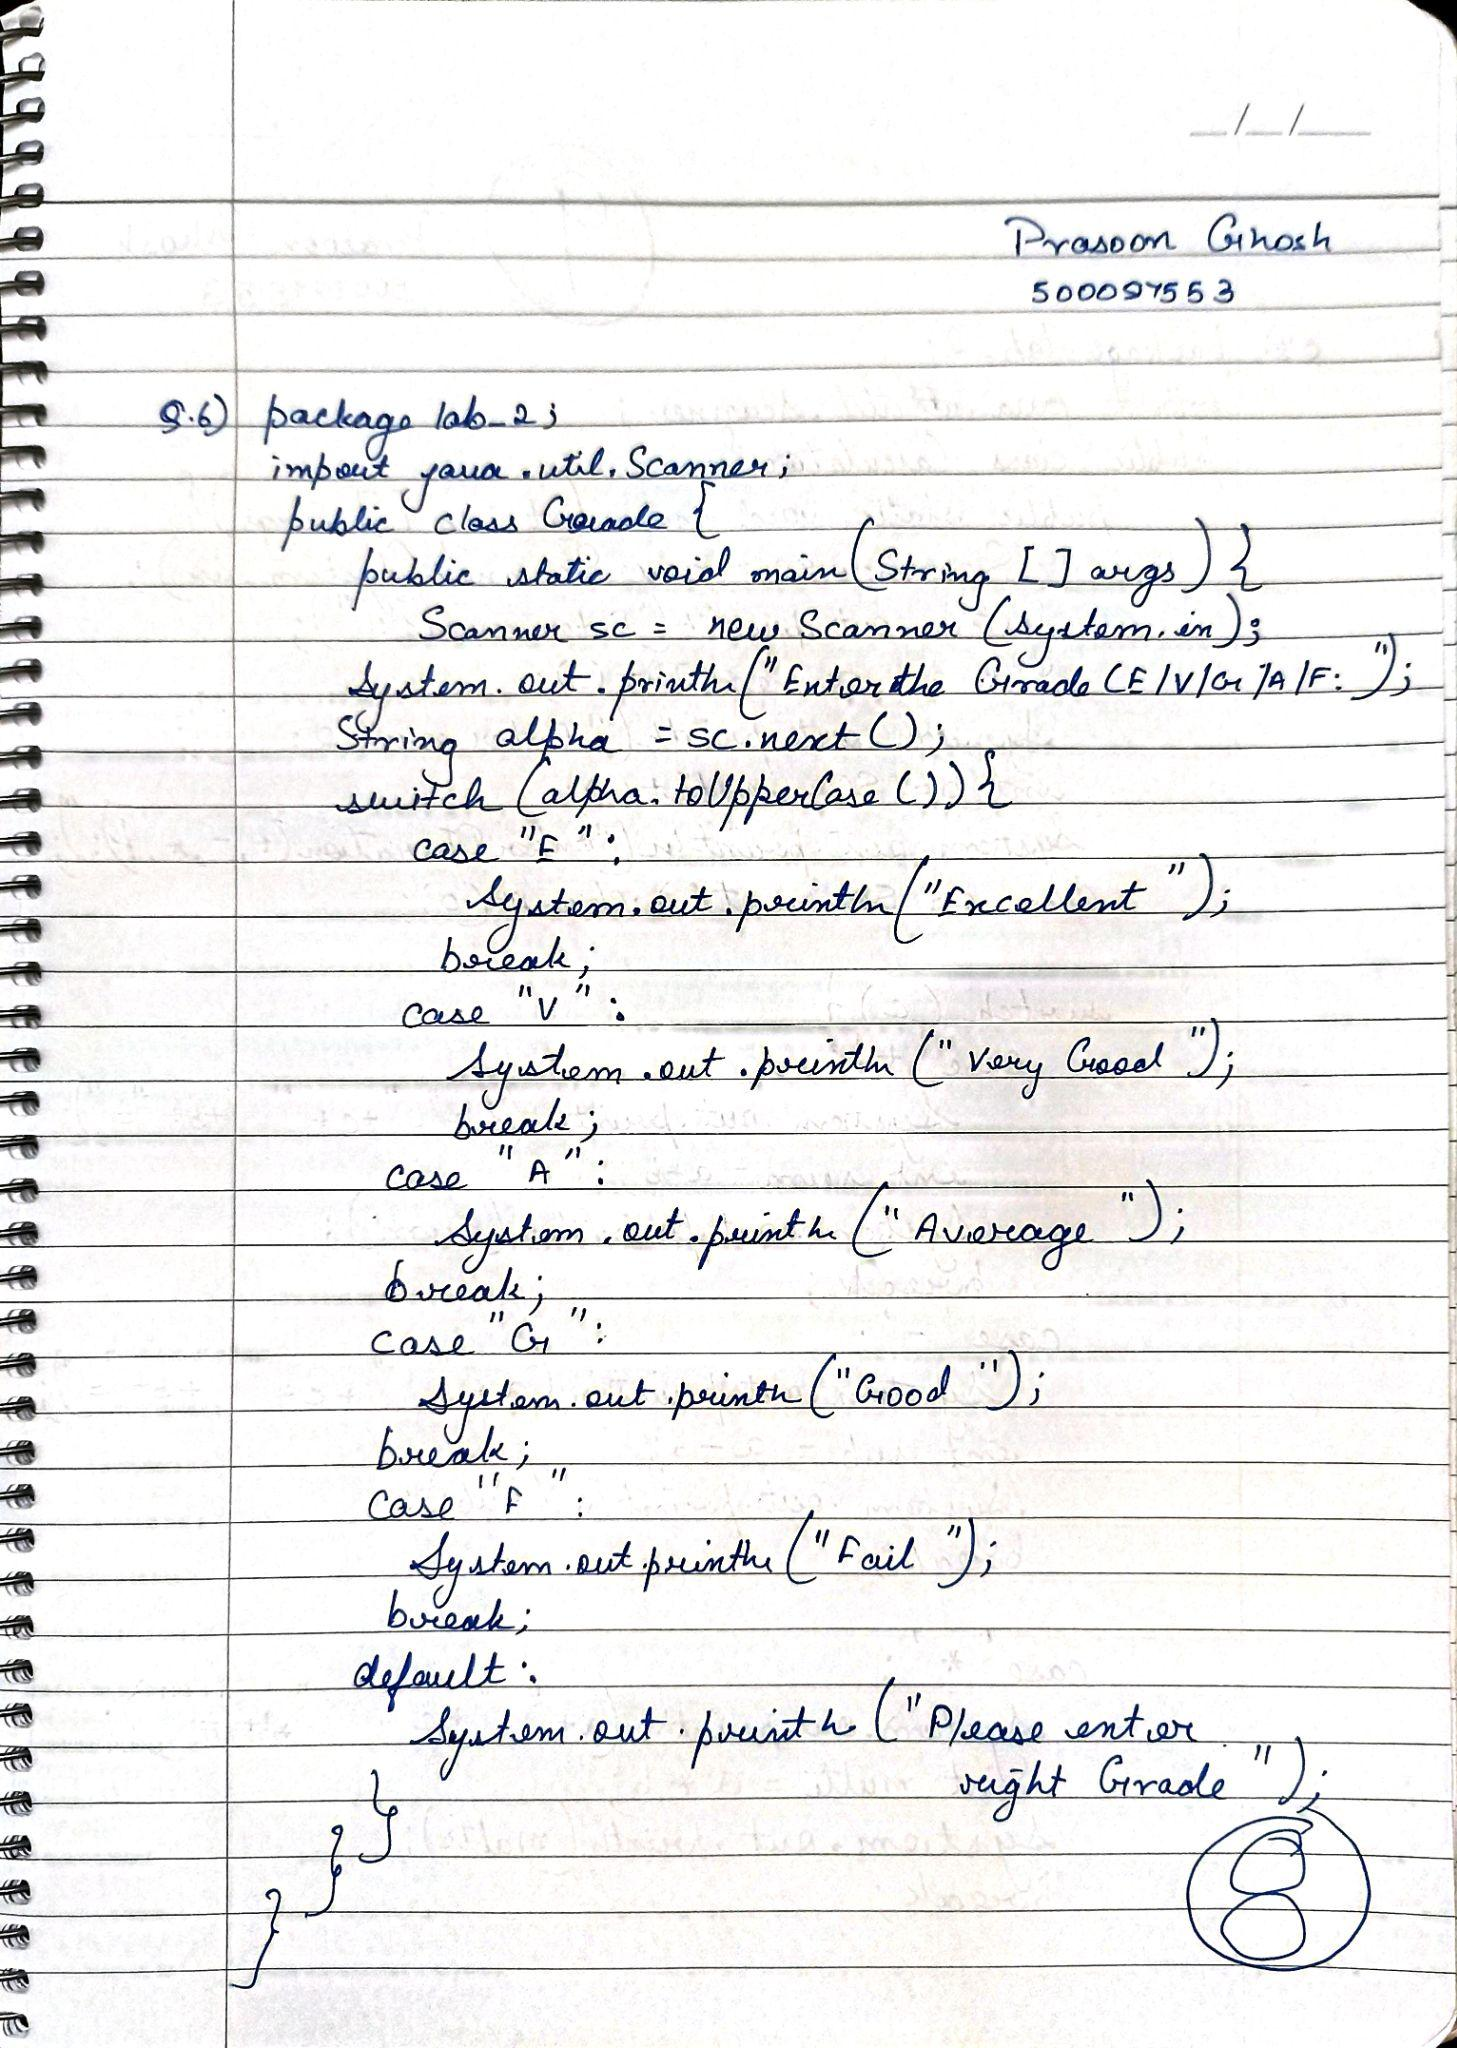 __/__/____
Prasoon Ghosh
500097553
Q.6) package lab_2;
import java.util.Scanner;
public class Grade {
public static void main(String [] args) {
Scanner sc = new Scanner (System.in);
System.out.println("Enter the Grade (E/V/G/A/F: ");
String alpha = sc.next();
switch (alpha.toUpperCase ()) {
case "E":
System.out.println("Excellent ");
break;
case "V":
System.out.println("Very Good ");
break;
case "A":
System.out.println("Average ");
break;
case "G":
System.out.println("Good ");
break;
case "F":
System.out.println("Fail ");
break;
default:
System.out.println("Please enter
right Grade ");
}
}
}
8